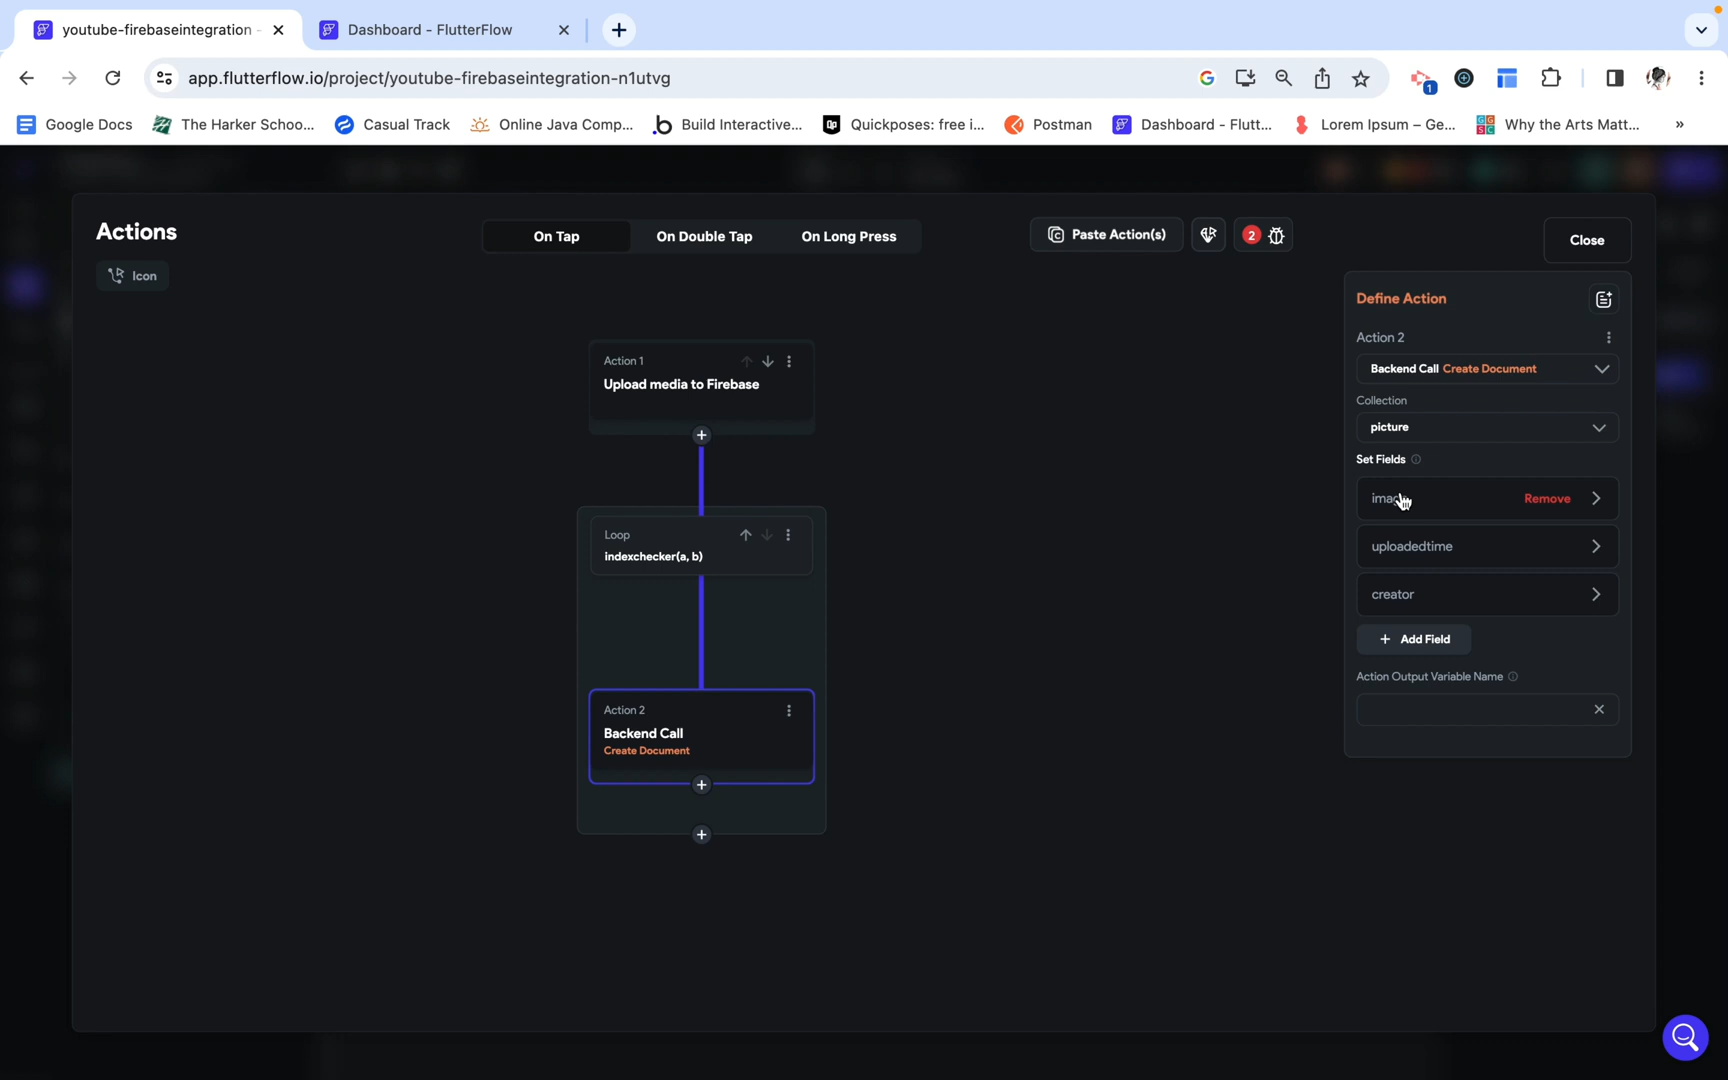 youtube-firebaseintegration -
Dashboard - FlutterFlow
app.flutterflow.io/project/youtube-firebaseintegration-n1utvg
1
Google Docs
The Harker Schoo...
Casual Track
Online Java Comp...
Build Interactive...
Quickposes: free i...
Postman
Dashboard - Flutt...
Lorem Ipsum – Ge...
Why the Arts Matt...
»
Actions
On Tap
On Double Tap
On Long Press
Paste Action(s)
2
Close
Icon
Define Action
Action 2
Backend Call Create Document
Collection
picture
Set Fields
Remove
uploadedtime
creator
+ Add Field
Action Output Variable Name
Action 1
Upload media to Firebase
Loop
indexchecker(a, b)
Action 2
Backend Call
Create Document